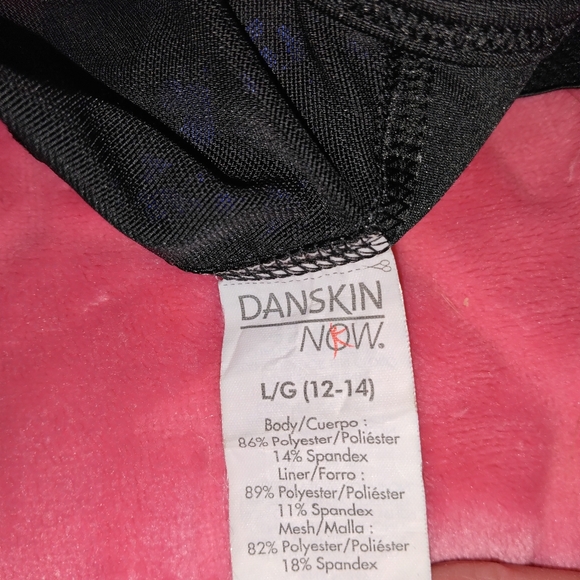 DANSKIN
NOW®
L/G (12-14)
Body/Cuerpo :
86% Polyester/Poliéster
14% Spandex
Liner/Forro :
89% Polyester/Poliéster
11% Spandex
Mesh/Malla :
82% Polyester/Poliéster
18% Spandex